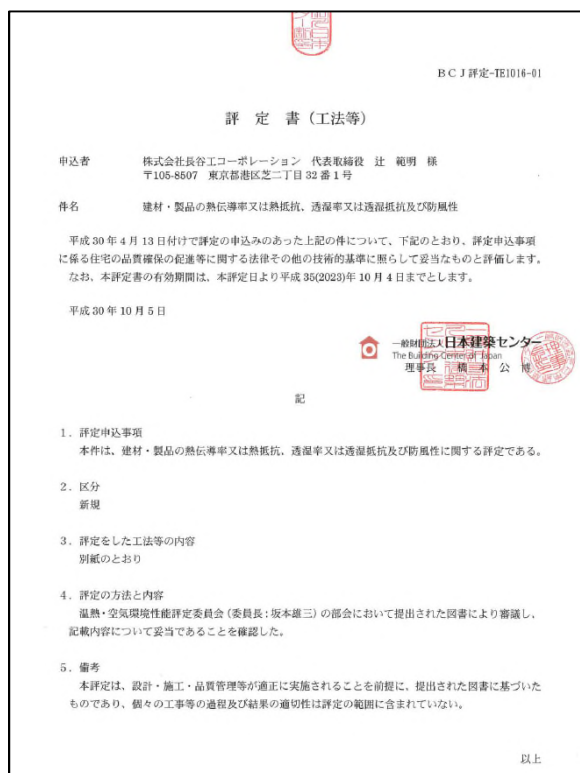 BCJ評定-TE1016-01
評 定 書（工法等）
申込者 株式会社長谷工コーポレーション 代表取締役 辻 範明 様
〒105-8507 東京都港区芝二丁目32番1号
件名 建材・製品の熱伝導率又は熱抵抗、透湿率又は透湿抵抗及び防風性
平成30年4月13日付けで評定の申込みのあった上記の件について、下記のとおり、評定申込事項
に係る住宅の品質確保の促進等に関する法律その他の技術的基準に照らして妥当なものと評価します。
なお、本評定書の有効期間は、本評定日より平成35(2023)年10月4日までとします。
平成30年10月5日
一般財団法人日本建築センター
The Building Center of Japan
理事長 橋本公博
記
1．評定申込事項
本件は、建材・製品の熱伝導率又は熱抵抗、透湿率又は透湿抵抗及び防風性に関する評定である。
2．区分
新規
3．評定をした工法等の内容
別紙のとおり
4．評定の方法と内容
温熱・空気環境性能評定委員会（委員長：坂本雄三）の部会において提出された図書により審議し、
記載内容について妥当であることを確認した。
5．備考
本評定は、設計・施工・品質管理等が適正に実施されることを前提に、提出された図書に基づいた
ものであり、個々の工事等の過程及び結果の適切性は評定の範囲に含まれていない。
以上